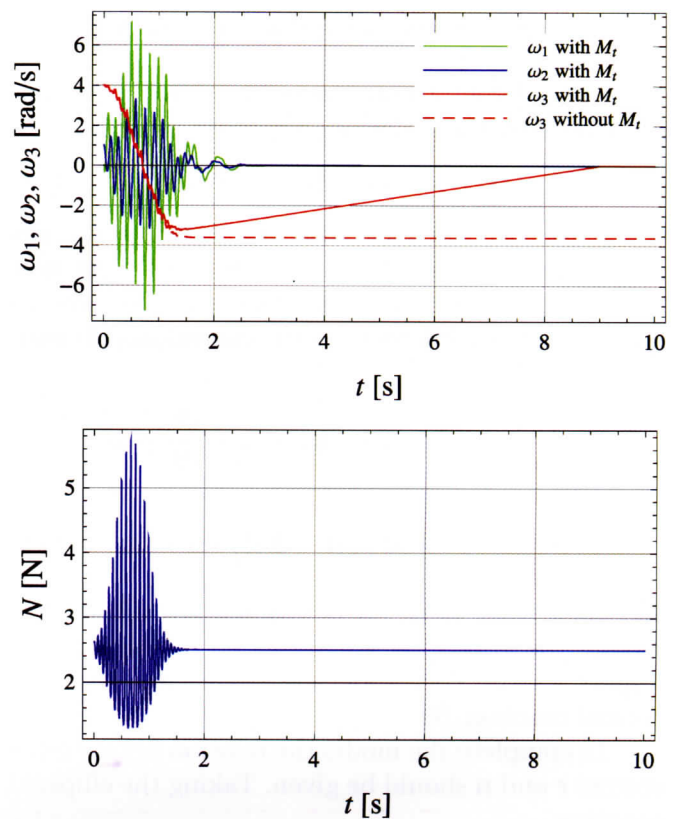 6
4
2
0
−2
−4
−6
ω₁, ω₂, ω₃ [rad/s]
ω₁ with Mₜ
ω₂ with Mₜ
ω₃ with Mₜ
ω₃ without Mₜ
0 2 4 6 8 10
t [s]
5
4
3
2
N [N]
0 2 4 6 8 10
t [s]